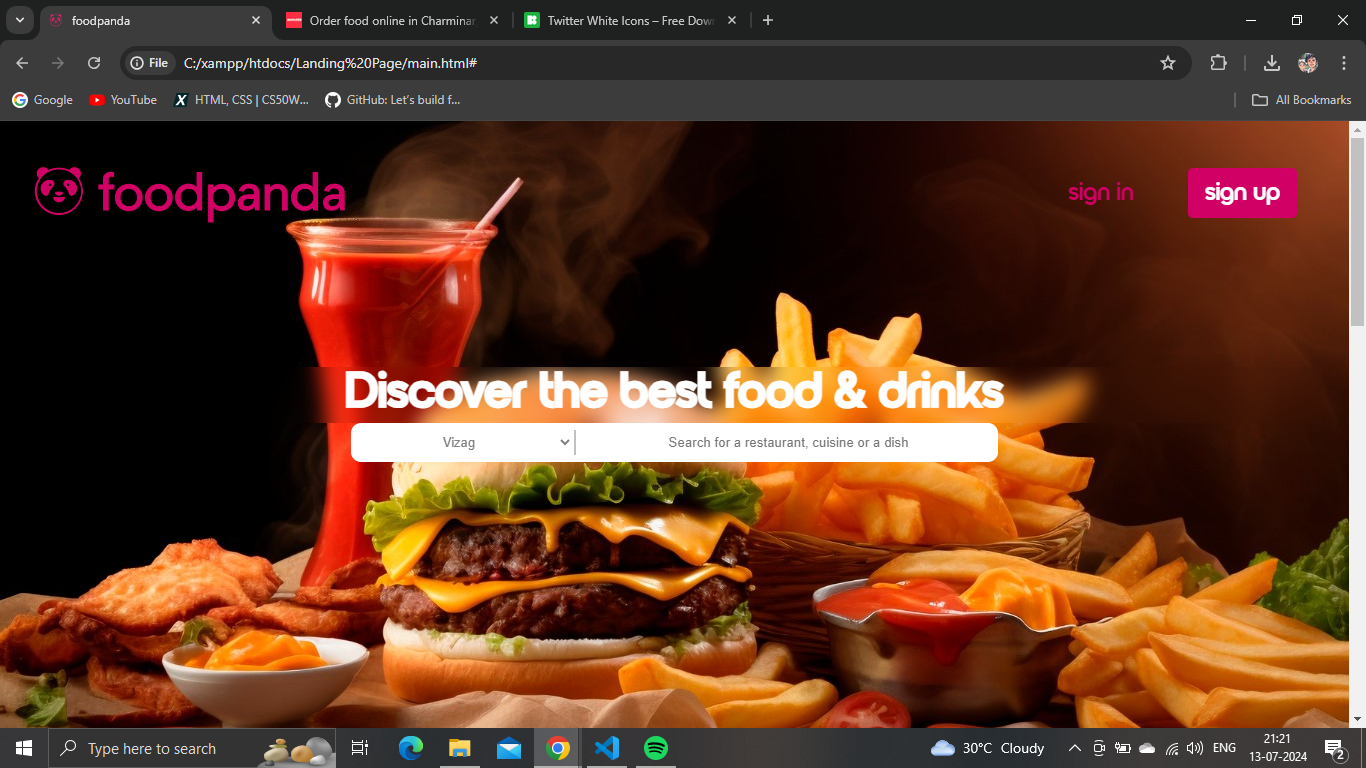 foodpanda
Order food online in Charminar
Twitter White Icons – Free Dow
File
C:/xampp/htdocs/Landing%20Page/main.html#
Google
YouTube
HTML, CSS | CS50W...
GitHub: Let's build f...
All Bookmarks
foodpanda
sign in
sign up
Discover the best food & drinks
Vizag
Search for a restaurant, cuisine or a dish
Type here to search
30°C Cloudy
ENG
21:21
13-07-2024
2